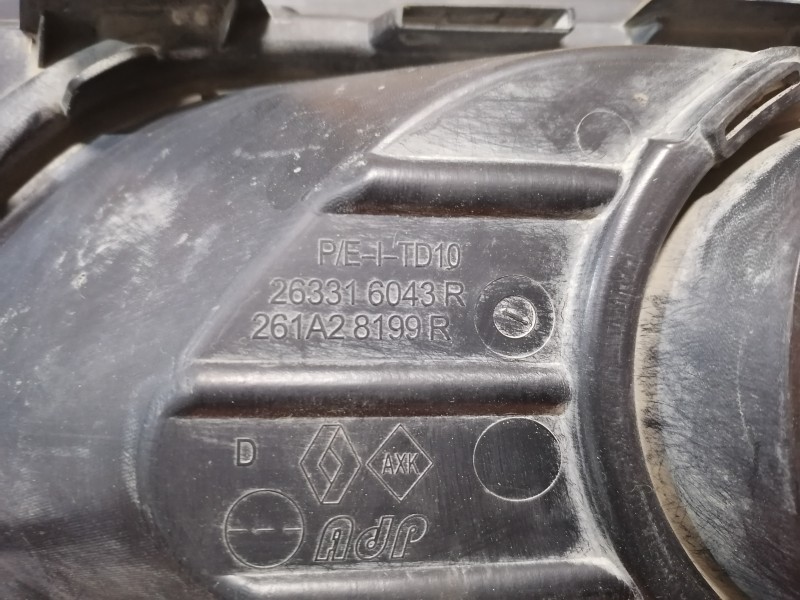 P/E-I-TD10
26331 6043 R
261A2 8199 R
D
AXK
AdP